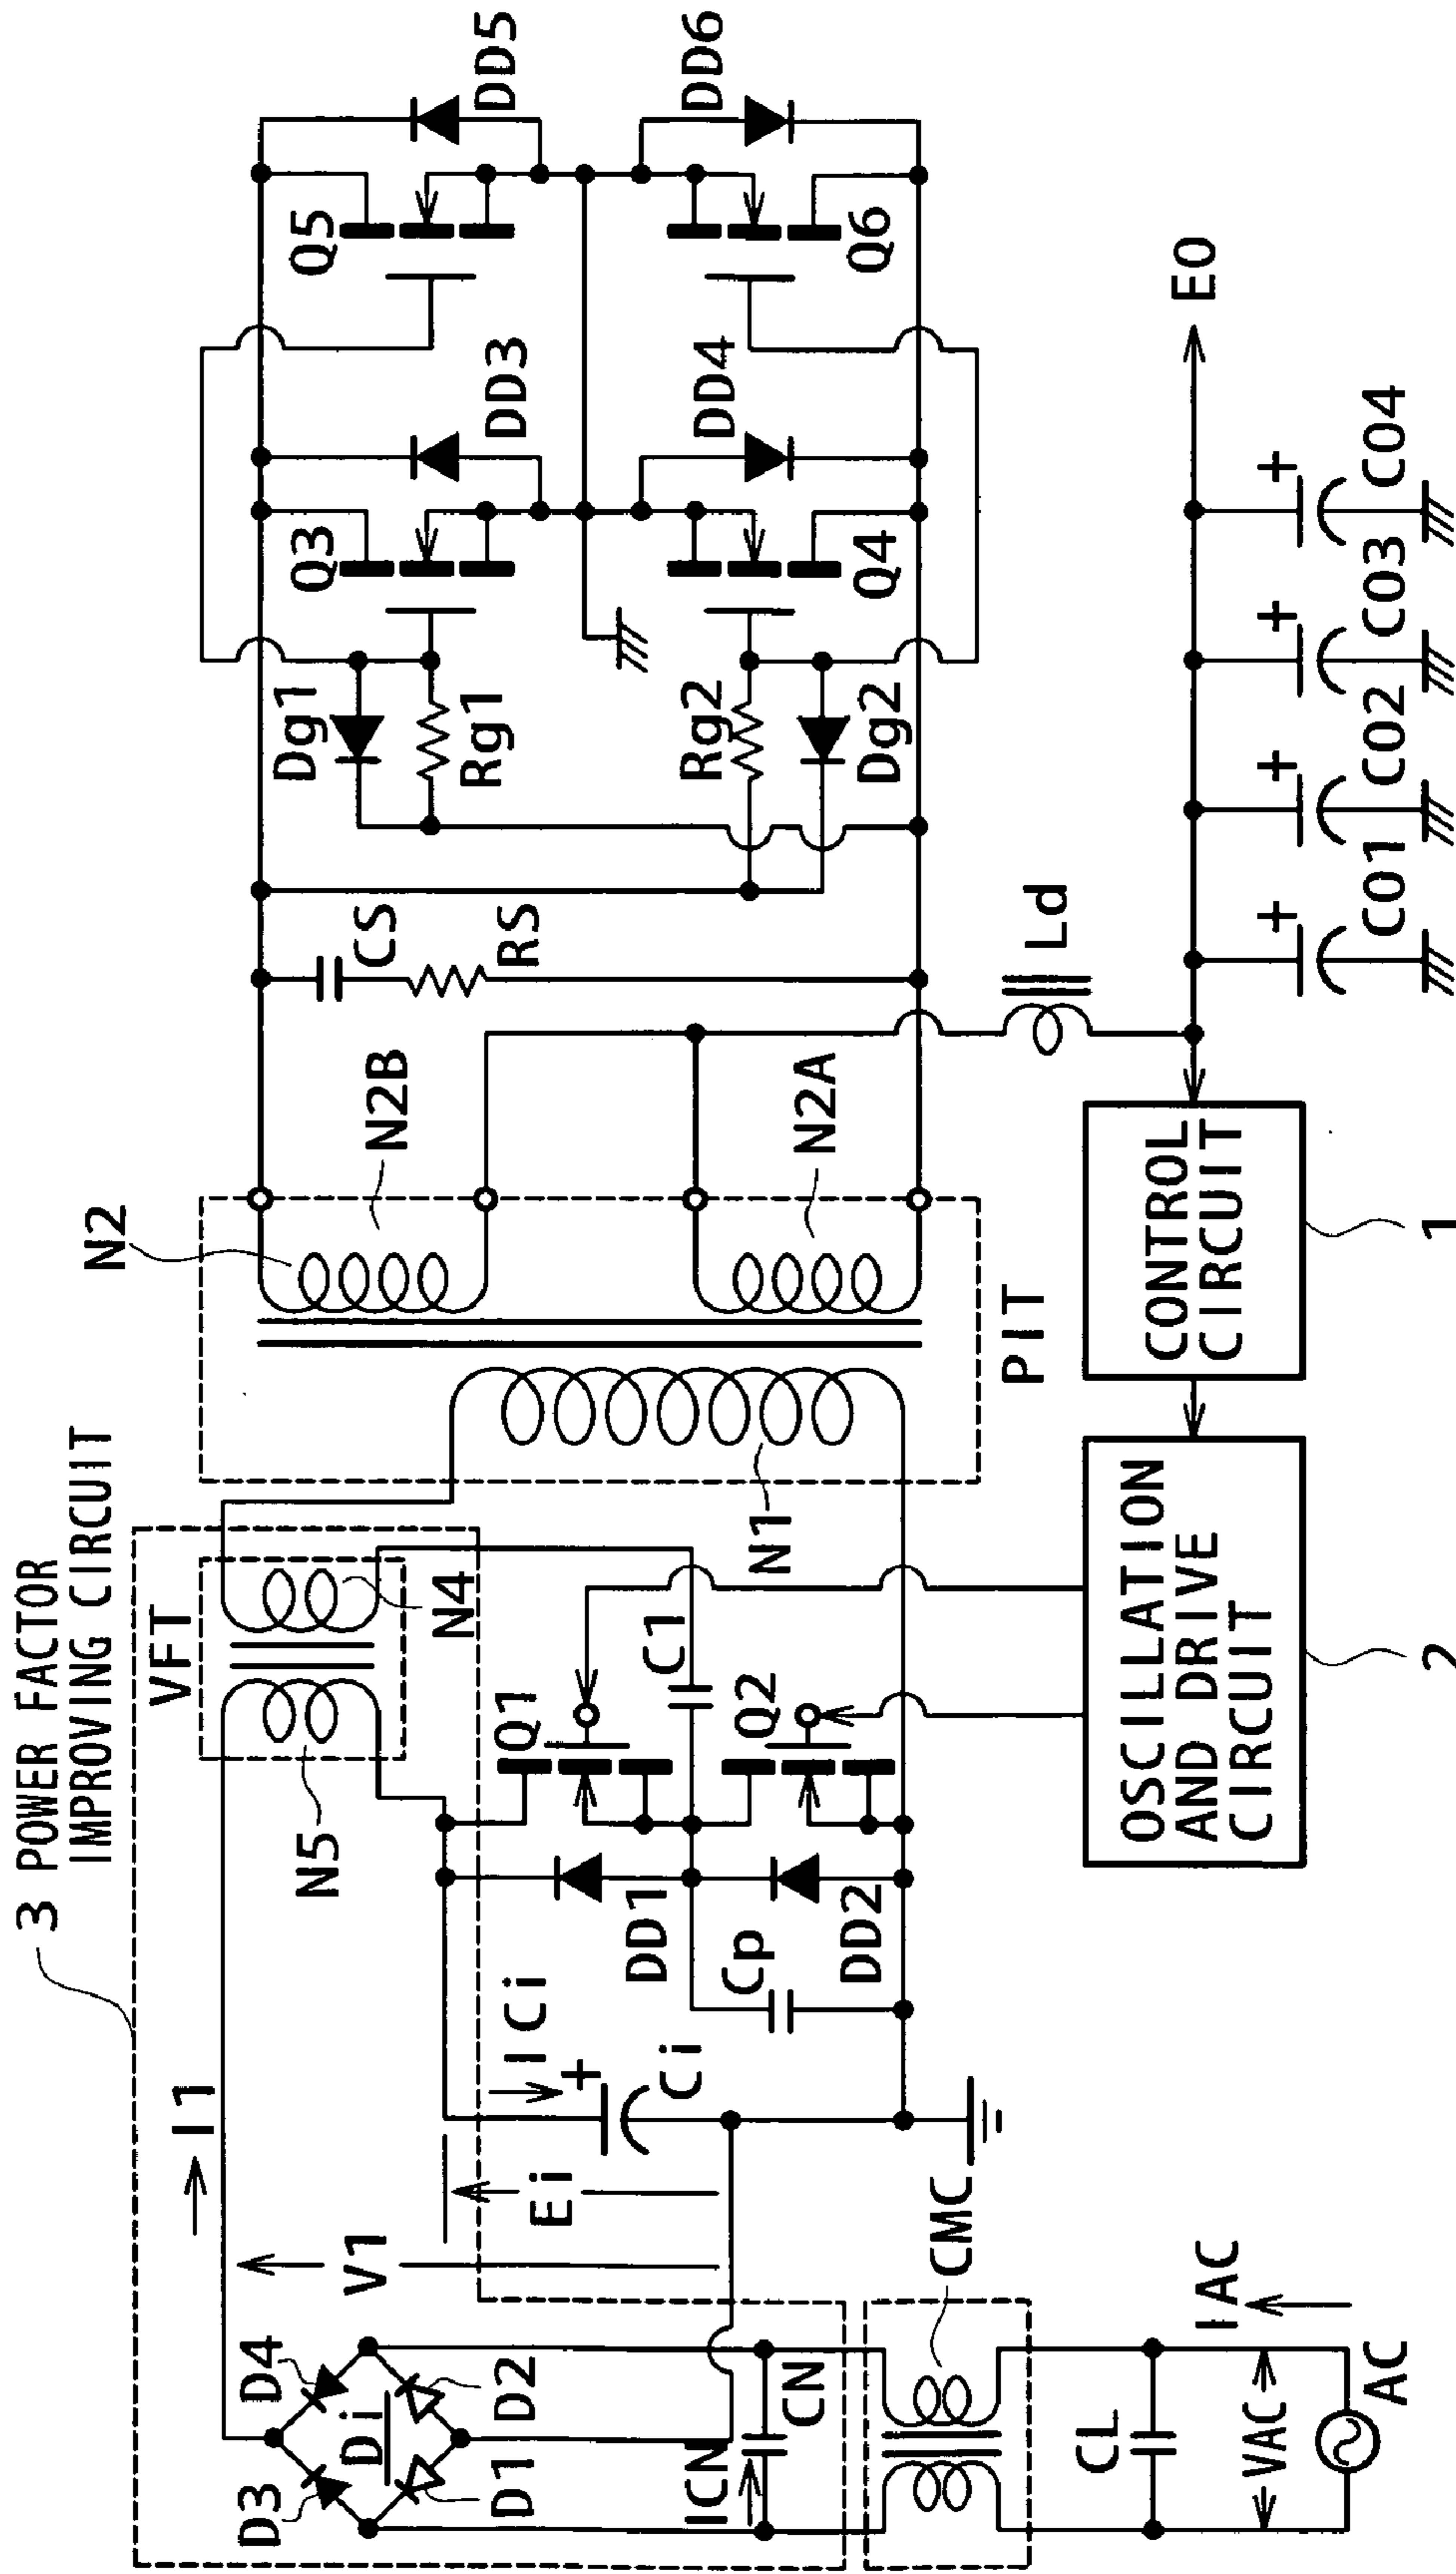 3 POWER FACTOR
IMPROVING CIRCUIT
VFT
N5
N4
I1
V1
Ei
ICi
+
Ci
D4
D3
Di
D2
D1
ICN
CN
CMC
CL
VAC
IAC
AC
Q1
DD1
Cp
C1
Q2
DD2
N1
N2
N2B
N2A
PIT
CS
RS
Dg1
Rg1
Rg2
Dg2
Q3
DD3
Q4
DD4
Q5
DD5
Q6
DD6
Ld
E0
+
C01
+
C02
+
C03
+
C04
CONTROL
CIRCUIT
1
OSCILLATION
AND DRIVE
CIRCUIT
2